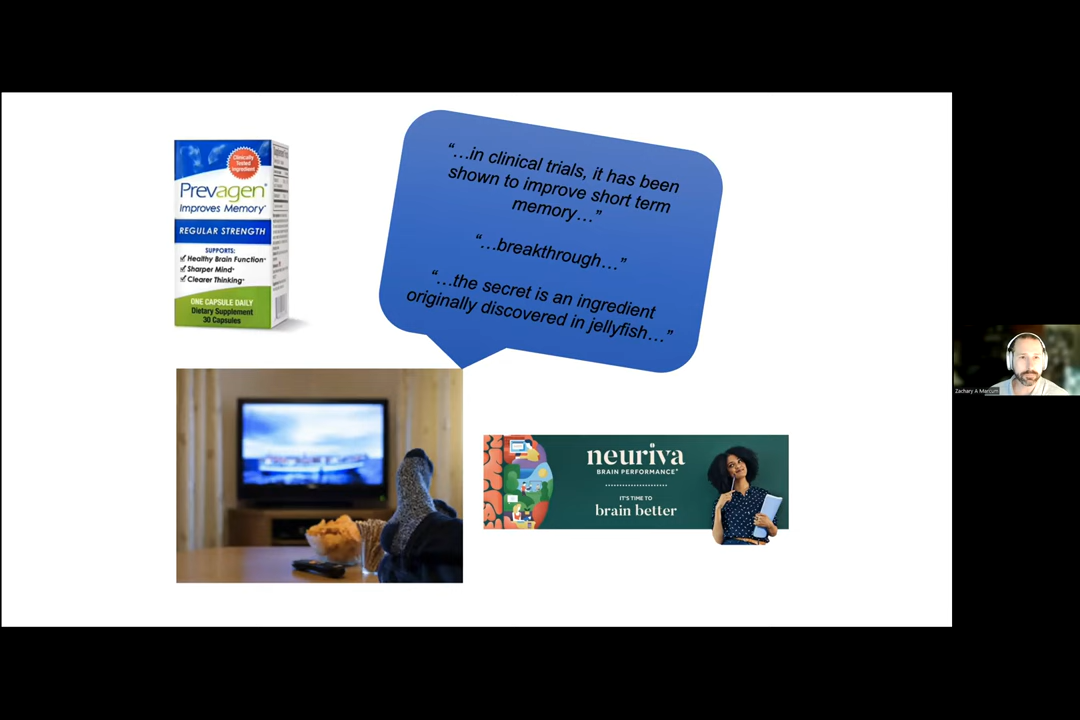 Clinically
Tested
Ingredient
Prevagen®
Improves Memory*
REGULAR STRENGTH
SUPPORTS:
Healthy Brain Function*
Sharper Mind*
Clearer Thinking*
ONE CAPSULE DAILY
Dietary Supplement
30 Capsules
“…in clinical trials, it has been
shown to improve short term
memory…”
“…breakthrough…”
“…the secret is an ingredient
originally discovered in jellyfish…”
neuriva
BRAIN PERFORMANCE
IT'S TIME TO
brain better
Zachary A Marcum